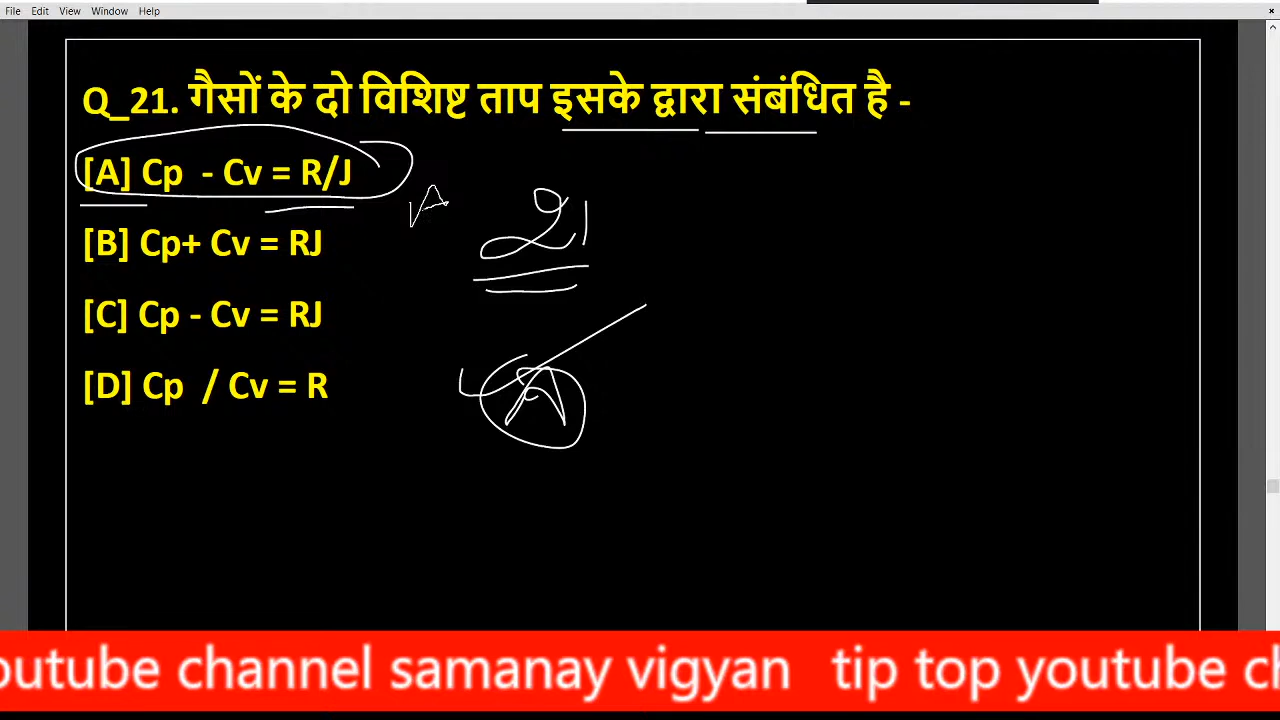 File Edit View Window Help
Q_21. गैसों के दो विशिष्ट ताप इसके द्वारा संबंधित है -
[A] Cp - Cv = R/J
A
21
[B] Cp+ Cv = RJ
[C] Cp - Cv = RJ
[D] Cp / Cv = R
A
outube channel samanay vigyan tip top youtube ch